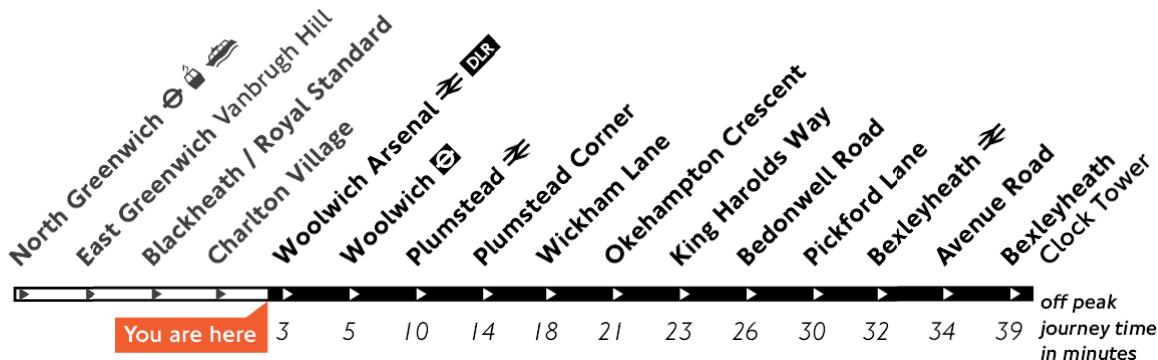 North Greenwich
East Greenwich Vanbrugh Hill
Blackheath / Royal Standard
Charlton Village
Woolwich Arsenal DLR
Woolwich
Plumstead
Plumstead Corner
Wickham Lane
Okehampton Crescent
King Harolds Way
Bedonwell Road
Pickford Lane
Bexleyheath
Avenue Road
Bexleyheath
Clock Tower
You are here
3 5 10 14 18 21 23 26 30 32 34 39
off peak
journey time
in minutes